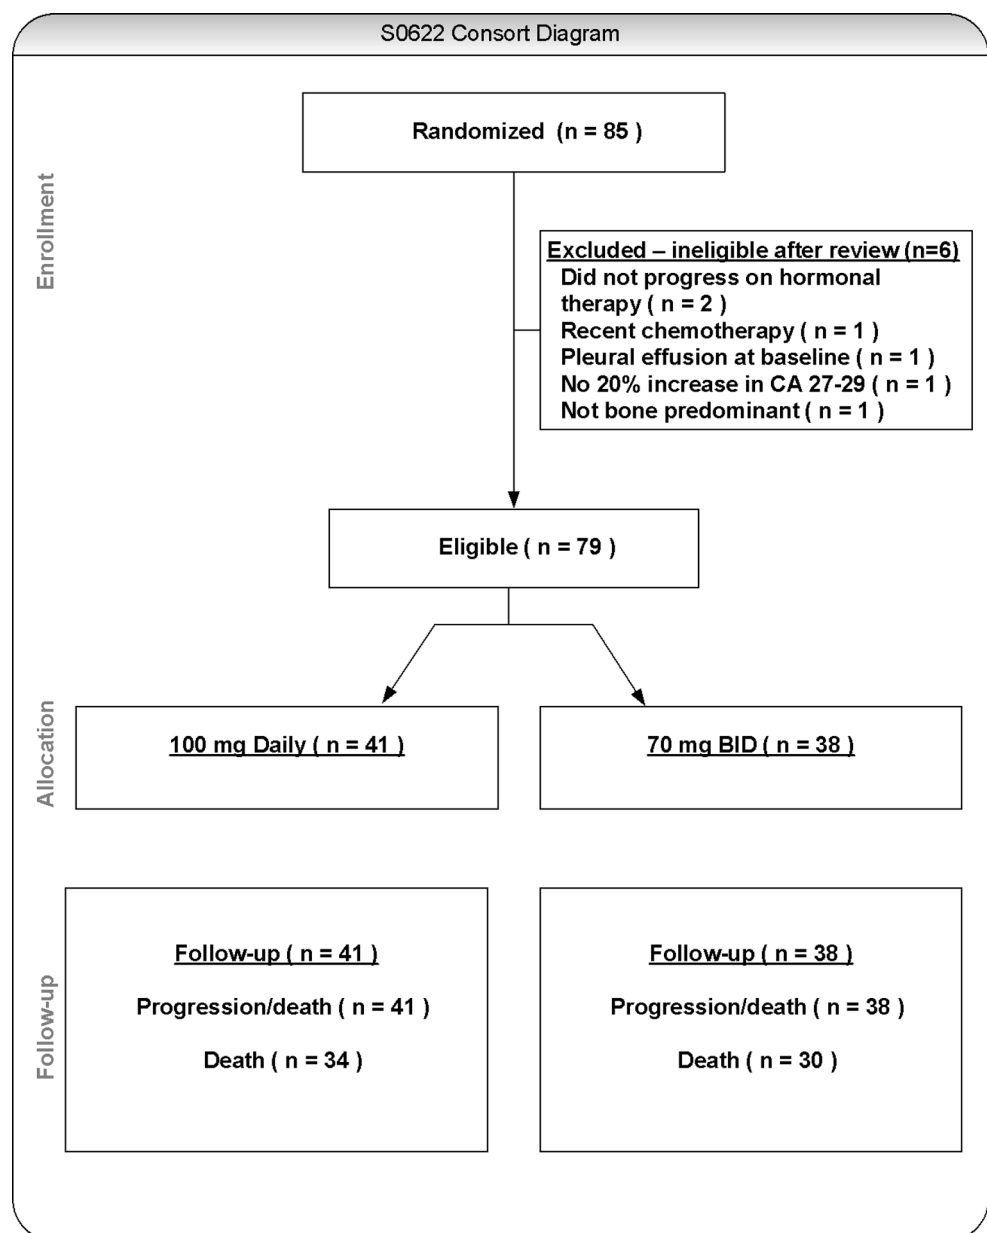 S0622 Consort Diagram
Enrollment
Randomized (n = 85 )
Excluded – ineligible after review (n=6)
Did not progress on hormonal
therapy ( n = 2 )
Recent chemotherapy ( n = 1 )
Pleural effusion at baseline ( n = 1 )
No 20% increase in CA 27-29 ( n = 1 )
Not bone predominant ( n = 1 )
Eligible ( n = 79 )
Allocation
100 mg Daily ( n = 41 )
70 mg BID ( n = 38 )
Follow-up
Follow-up ( n = 41 )
Progression/death ( n = 41 )
Death ( n = 34 )
Follow-up ( n = 38 )
Progression/death ( n = 38 )
Death ( n = 30 )